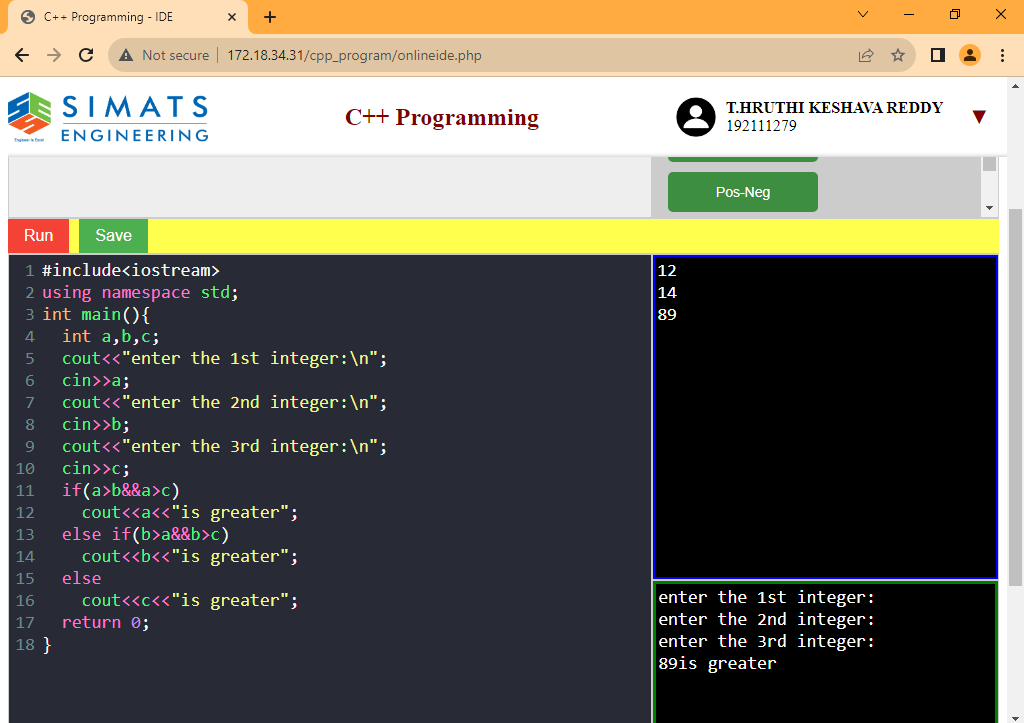 C++ Programming - IDE
Not secure
172.18.34.31/cpp_program/onlineide.php
SIMATS
ENGINEERING
C++ Programming
T.HRUTHI KESHAVA REDDY
192111279
Pos-Neg
Run
Save
1 #include<iostream>
2 using namespace std;
3 int main(){
4   int a,b,c;
5   cout<<"enter the 1st integer:\n";
6   cin>>a;
7   cout<<"enter the 2nd integer:\n";
8   cin>>b;
9   cout<<"enter the 3rd integer:\n";
10   cin>>c;
11   if(a>b&&a>c)
12     cout<<a<<"is greater";
13   else if(b>a&&b>c)
14     cout<<b<<"is greater";
15   else
16     cout<<c<<"is greater";
17   return 0;
18 }
12
14
89
enter the 1st integer:
enter the 2nd integer:
enter the 3rd integer:
89is greater